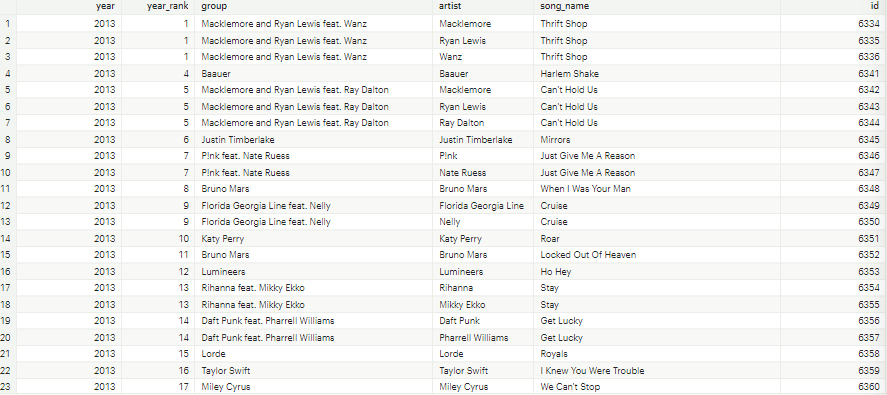 year year_rank group artist song_name id
1 2013 1 Macklemore and Ryan Lewis feat. Wanz Macklemore Thrift Shop 6334
2 2013 1 Macklemore and Ryan Lewis feat. Wanz Ryan Lewis Thrift Shop 6335
3 2013 1 Macklemore and Ryan Lewis feat. Wanz Wanz Thrift Shop 6336
4 2013 4 Baauer Baauer Harlem Shake 6341
5 2013 5 Macklemore and Ryan Lewis feat. Ray Dalton Macklemore Can't Hold Us 6342
6 2013 5 Macklemore and Ryan Lewis feat. Ray Dalton Ryan Lewis Can't Hold Us 6343
7 2013 5 Macklemore and Ryan Lewis feat. Ray Dalton Ray Dalton Can't Hold Us 6344
8 2013 6 Justin Timberlake Justin Timberlake Mirrors 6345
9 2013 7 P!nk feat. Nate Ruess P!nk Just Give Me A Reason 6346
10 2013 7 P!nk feat. Nate Ruess Nate Ruess Just Give Me A Reason 6347
11 2013 8 Bruno Mars Bruno Mars When I Was Your Man 6348
12 2013 9 Florida Georgia Line feat. Nelly Florida Georgia Line Cruise 6349
13 2013 9 Florida Georgia Line feat. Nelly Nelly Cruise 6350
14 2013 10 Katy Perry Katy Perry Roar 6351
15 2013 11 Bruno Mars Bruno Mars Locked Out Of Heaven 6352
16 2013 12 Lumineers Lumineers Ho Hey 6353
17 2013 13 Rihanna feat. Mikky Ekko Rihanna Stay 6354
18 2013 13 Rihanna feat. Mikky Ekko Mikky Ekko Stay 6355
19 2013 14 Daft Punk feat. Pharrell Williams Daft Punk Get Lucky 6356
20 2013 14 Daft Punk feat. Pharrell Williams Pharrell Williams Get Lucky 6357
21 2013 15 Lorde Lorde Royals 6358
22 2013 16 Taylor Swift Taylor Swift I Knew You Were Trouble 6359
23 2013 17 Miley Cyrus Miley Cyrus We Can't Stop 6360